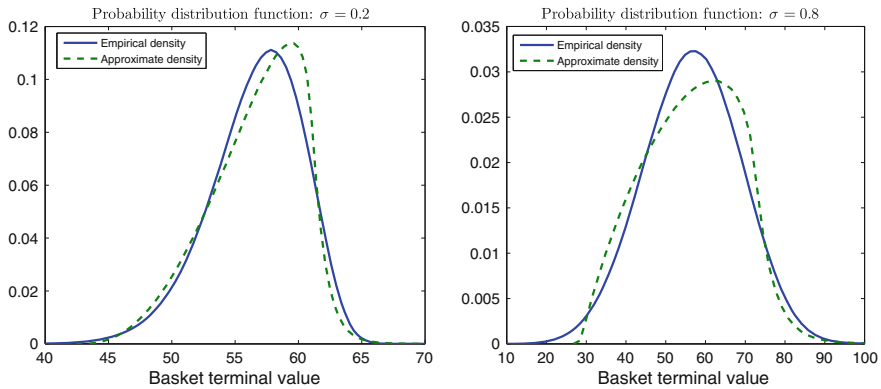 Probability distribution function: σ = 0.2
0.12
0.1
0.08
0.06
0.04
0.02
0
Empirical density
Approximate density
40 45 50 55 60 65 70
Basket terminal value
Probability distribution function: σ = 0.8
0.035
0.03
0.025
0.02
0.015
0.01
0.005
0
Empirical density
Approximate density
10 20 30 40 50 60 70 80 90 100
Basket terminal value